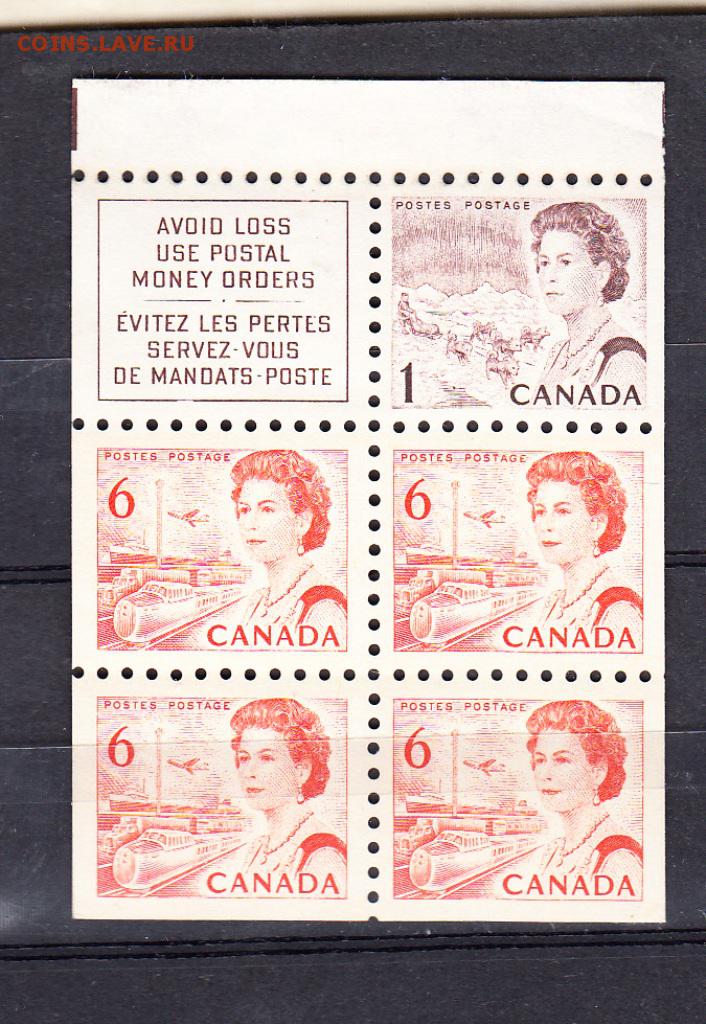 COINS.LAVE.RU
AVOID LOSS
USE POSTAL
MONEY ORDERS
ÉVITEZ LES PERTES
SERVEZ-VOUS
DE MANDATS-POSTE
POSTES POSTAGE
1 CANADA
POSTES POSTAGE
6
CANADA
POSTES POSTAGE
6
CANADA
POSTES POSTAGE
6
CANADA
POSTES POSTAGE
6
CANADA